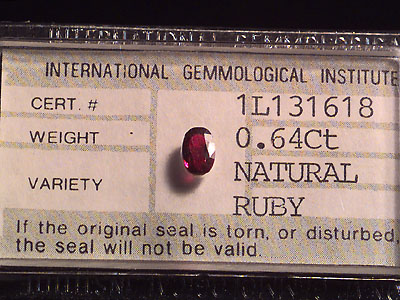 INTERNATIONAL GEMMOLOGICAL INSTITUTE
CERT. # 1L131618
WEIGHT 0.64Ct
VARIETY NATURAL
RUBY
If the original seal is torn, or disturbed,
the seal will not be valid.